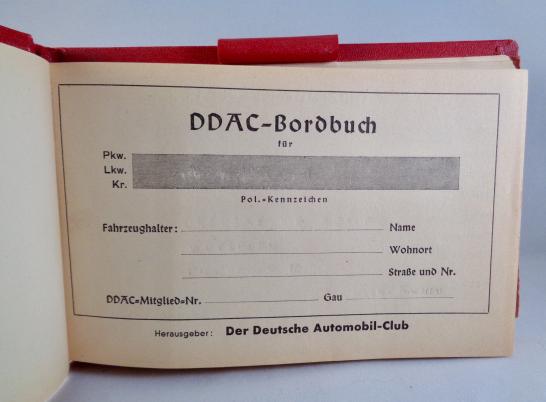 DDAC-Bordbuch
für
Pkw.
Lkw.
Kr.
Pol.-Kennzeichen
Fahrzeughalter: Name
Wohnort
Straße und Nr.
DDAC-Mitglied-Nr. Gau
Herausgeber: Der Deutsche Automobil-Club